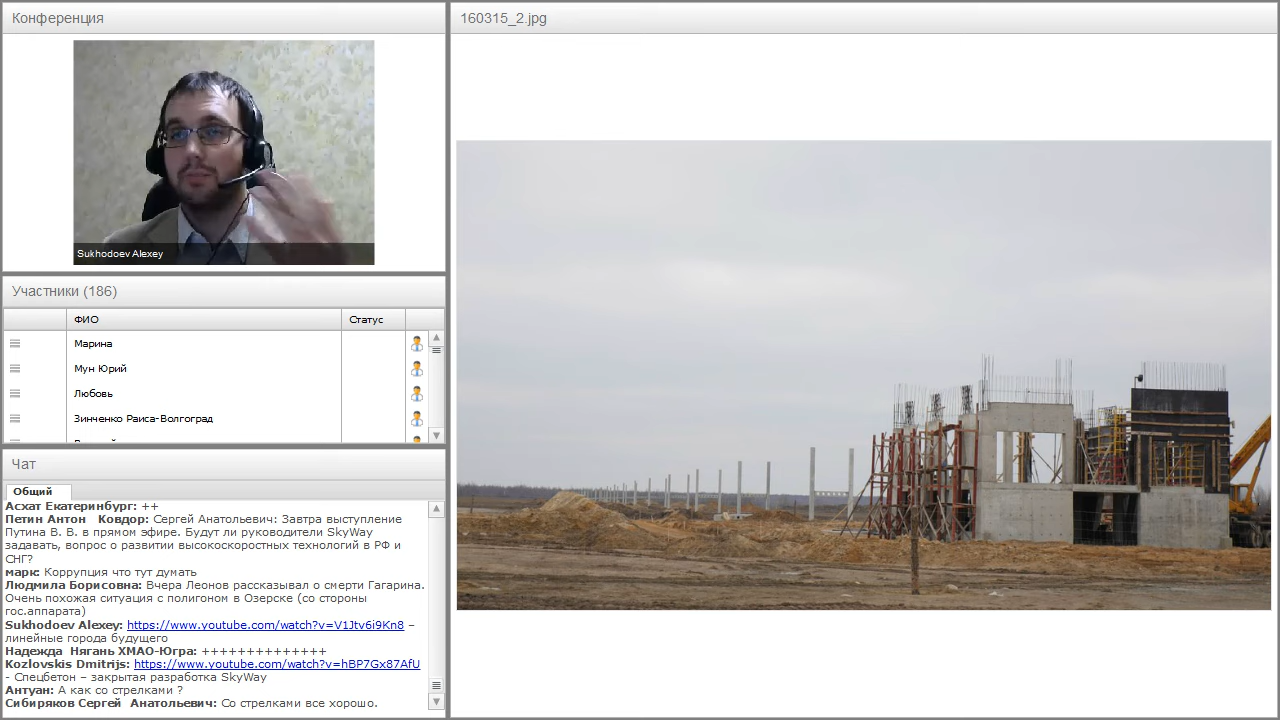 Конференция
160315_2.jpg
Sukhodoev Alexey
Участники (186)
ФИО
Статус
Марина
Мун Юрий
Любовь
Зинченко Раиса-Волгоград
Чат
Общий
Асхат Екатеринбург: ++
Петин Антон Ковдор: Сергей Анатольевич: Завтра выступление
Путина В. В. в прямом эфире. Будут ли руководители SkyWay
задавать, вопрос о развитии высокоскоростных технологий в РФ и
СНГ?
марк: Коррупция что тут думать
Людмила Борисовна: Вчера Леонов рассказывал о смерти Гагарина.
Очень похожая ситуация с полигоном в Озерске (со стороны
гос.аппарата)
Sukhodoev Alexey: https://www.youtube.com/watch?v=V1Jtv6i9Kn8 –
линейные города будущего
Надежда Нягань ХМАО-Югра: ++++++++++++++
Kozlovskis Dmitrijs: https://www.youtube.com/watch?v=hBP7Gx87AfU
- Спецбетон – закрытая разработка SkyWay
Антуан: А как со стрелками ?
Сибиряков Сергей Анатольевич: Со стрелками все хорошо.